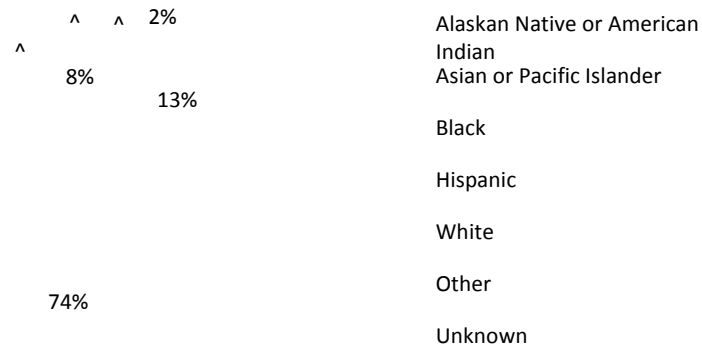 ^ ^ 2%
^
8%
13%
74%
Alaskan Native or American
Indian
Asian or Pacific Islander
Black
Hispanic
White
Other
Unknown